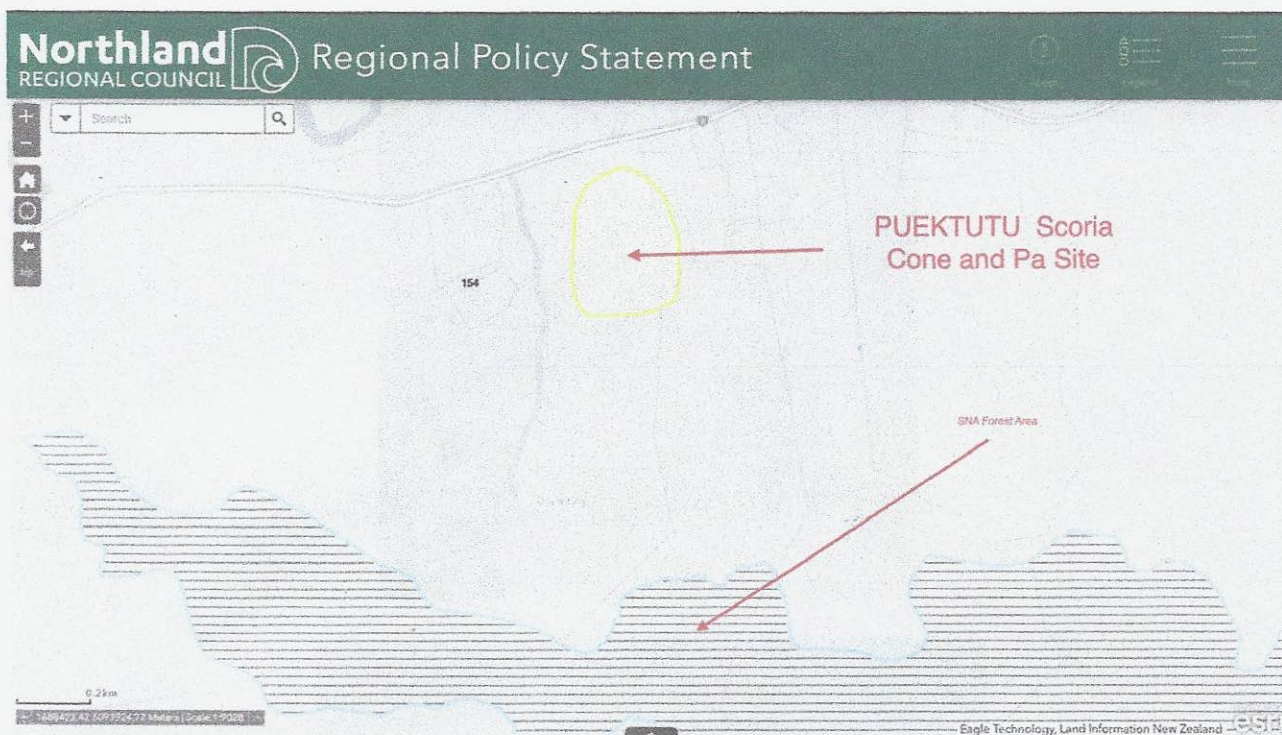 Northland
REGIONAL COUNCIL
Regional Policy Statement
Search
PUEKTUTU Scoria
Cone and Pa Site
154
SNA Forest Area
0.2km
Eagle Technology, Land Information New Zealand
esri